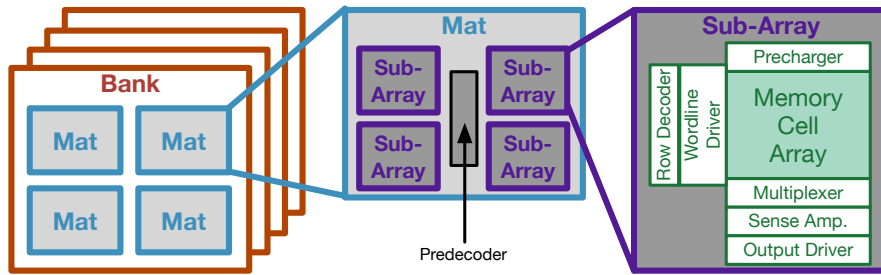 Bank
Mat
Mat
Mat
Mat
Mat
Sub-
Array
Sub-
Array
Sub-
Array
Sub-
Array
Predecoder
Sub-Array
Row Decoder
Wordline
Driver
Precharger
Memory
Cell
Array
Multiplexer
Sense Amp.
Output Driver